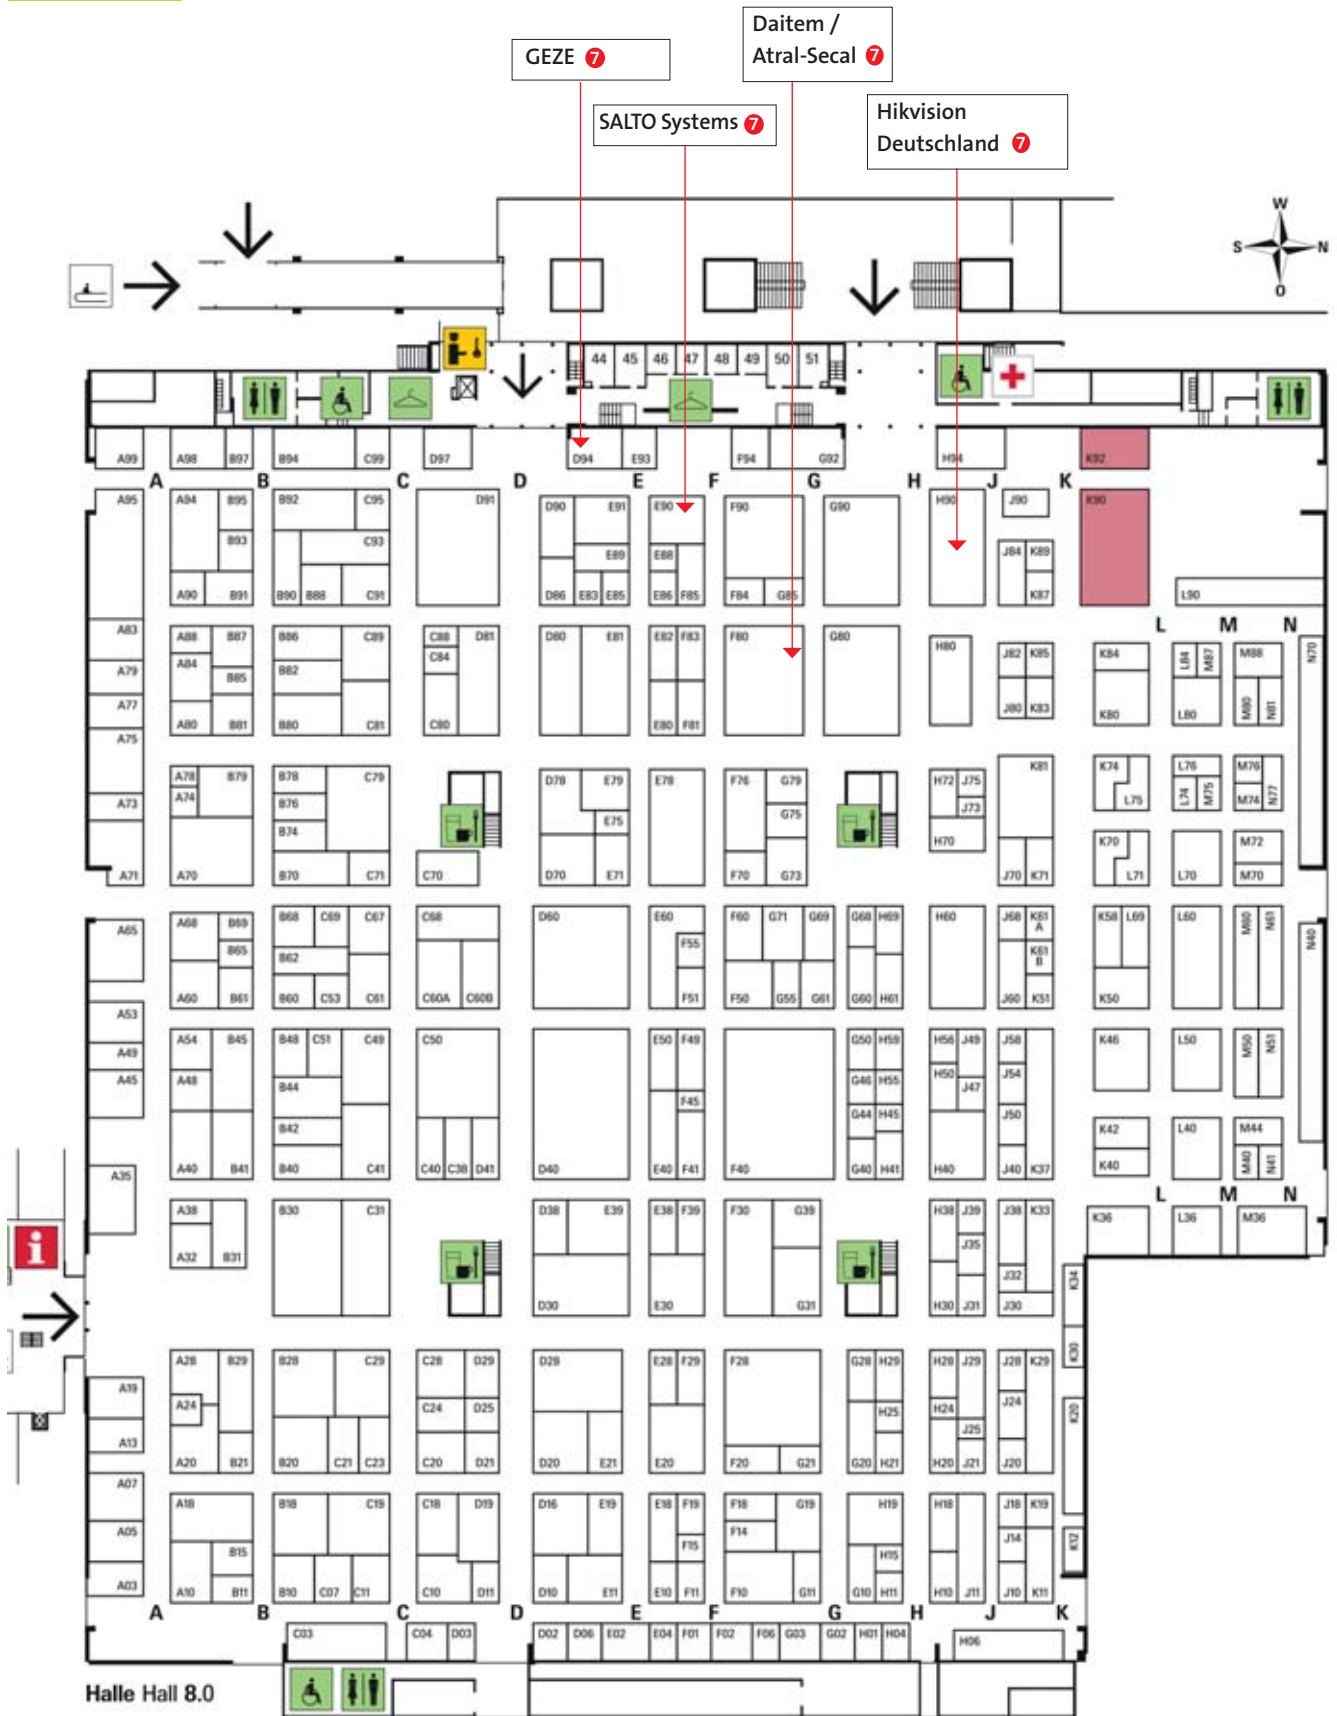 Daitem /
Atral-Secal 7
GEZE 7
SALTO Systems 7
Hikvision
Deutschland 7
W
S N
O
44 45 46 47 48 49 50 51
A99 A98 B97 B94 C99 D97 D94 E93 F94 G92 H94 K92
A B C D E F G H J K
A95 A94 B95 B92 C95 D91 D90 E91 E90 F90 G90 H90 J90 K90
B93 C93 E89 E88 J84 K89
A90 B91 B90 B88 C91 D86 E83 E85 E86 F85 F84 G85 K87 L90
L M N
A83 A88 B87 B86 C89 C88 D81 D80 E81 E82 F83 F80 G80 H80 J82 K85 K84 L84 M87 M88 N70
A79 A84 B85 B82 C84
A77 A80 B81 B80 C81 C80 E80 F81 J80 K83 K80 L80 M80 N81
A75 A78 B79 B78 C79 D78 E79 E78 F76 G79 H72 J75 K81 K74 L76 M76
A73 A74 B76 E75 G75 J73 L75 L74 M75 M74 N77
B74 H70 K70 M72
A71 A70 B70 C71 C70 D70 E71 F70 G73 J70 K71 L71 L70 M70
A65 A68 B69 B68 C69 C67 C68 D60 E60 F60 G71 G69 G68 H69 H60 J68 K61 A K58 L69 L60 M60 N61 N40
B65 B62 F55 K61 B
A60 B61 B60 C53 C61 C60A C60B F51 F50 G55 G61 G60 H61 J60 K51 K50
A53 A54 B45 B48 C51 C49 C50 E50 F49 G50 H59 H56 J49 J58 K46 L50 M50 N51
A49
A45 A48 B44 F45 G46 H55 H50 J47 J54
B42 G44 H45 J50 K42 L40 M44
A35 A40 B41 B40 C41 C40 C38 D41 D40 E40 F41 F40 G40 H41 H40 J40 K37 K40 M40 N41
L M N
A38 B30 C31 D38 E39 E38 F39 F30 G39 H38 J39 J38 K33 K36 L36 M36
i
A32 B31 J35 J32 K34
D30 E30 G31 H30 J31 J30
A28 B29 B28 C29 C28 D29 D28 E28 F29 F28 G28 H29 H28 J29 J28 K29 K30
A19 A24 C24 D25 H25 H24 J25 J24 K20
A13 A20 B21 B20 C21 C23 C20 D21 D20 E21 E20 F20 G21 G20 H21 H20 J21 J20
A07 A18 B18 C19 C18 D19 D16 E19 E18 F19 F18 G19 H19 H18 J18 K19
A05 B15 F15 F14 H15 J14 K12
A03 A10 B11 B10 C07 C11 C10 D11 D10 E11 E10 F11 F10 G11 G10 H11 H10 J11 J10 K11
A B C D E F G H J K
C03 C04 D03 D02 D06 E02 E04 F01 F02 F06 G03 G02 H01 H04 H06
Halle Hall 8.0